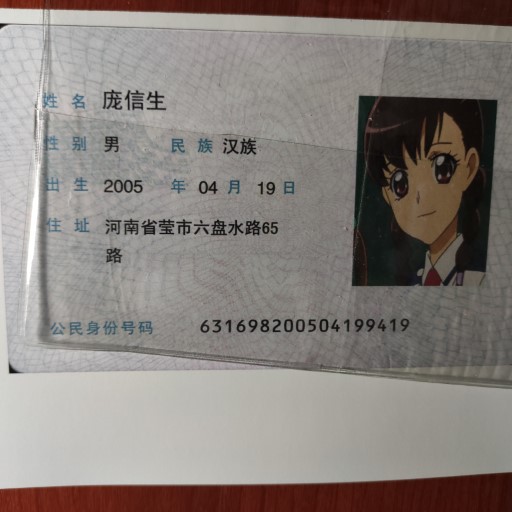 姓名 庞信生
性别 男 民族 汉族
出生 2005 年 04 月 19 日
住址 河南省莹市六盘水路65
路
公民身份号码 631698200504199419